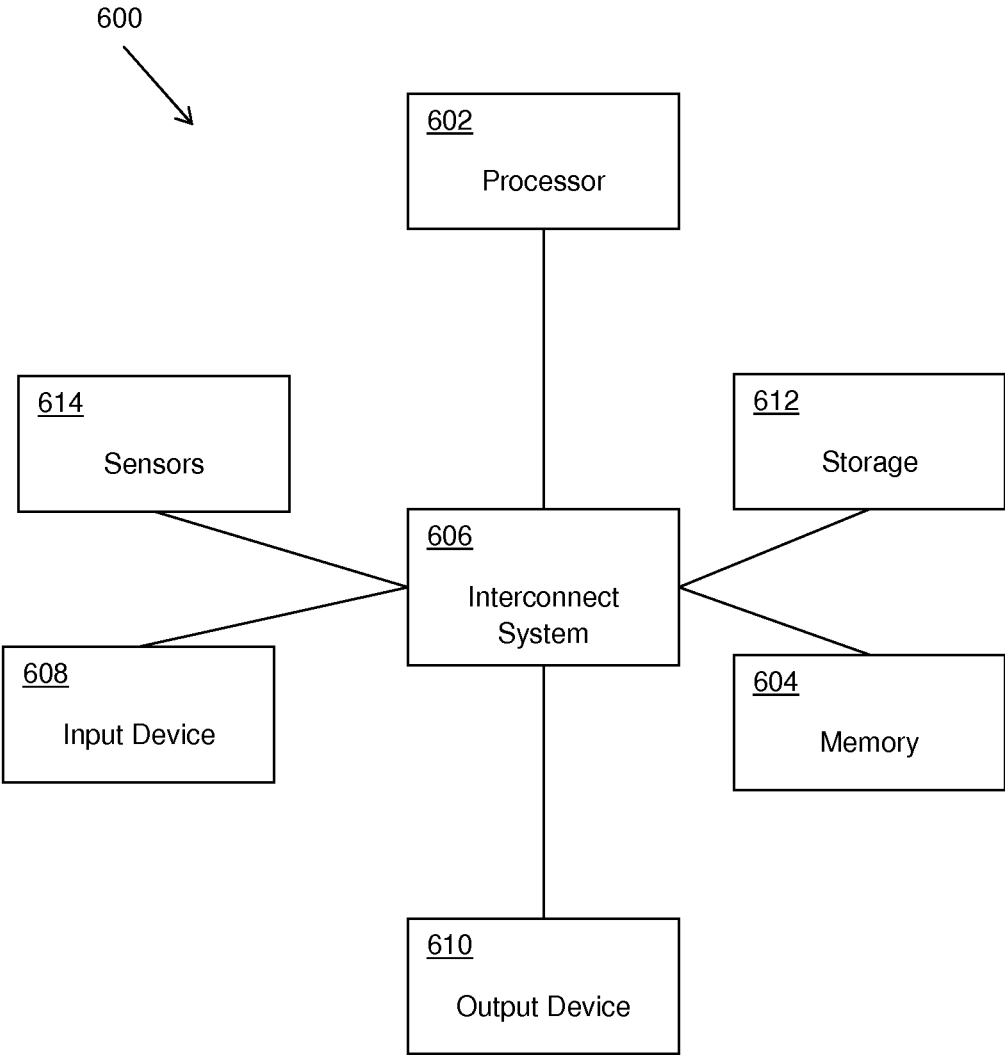 600
602
Processor
614
Sensors
612
Storage
606
Interconnect
System
608
Input Device
604
Memory
610
Output Device